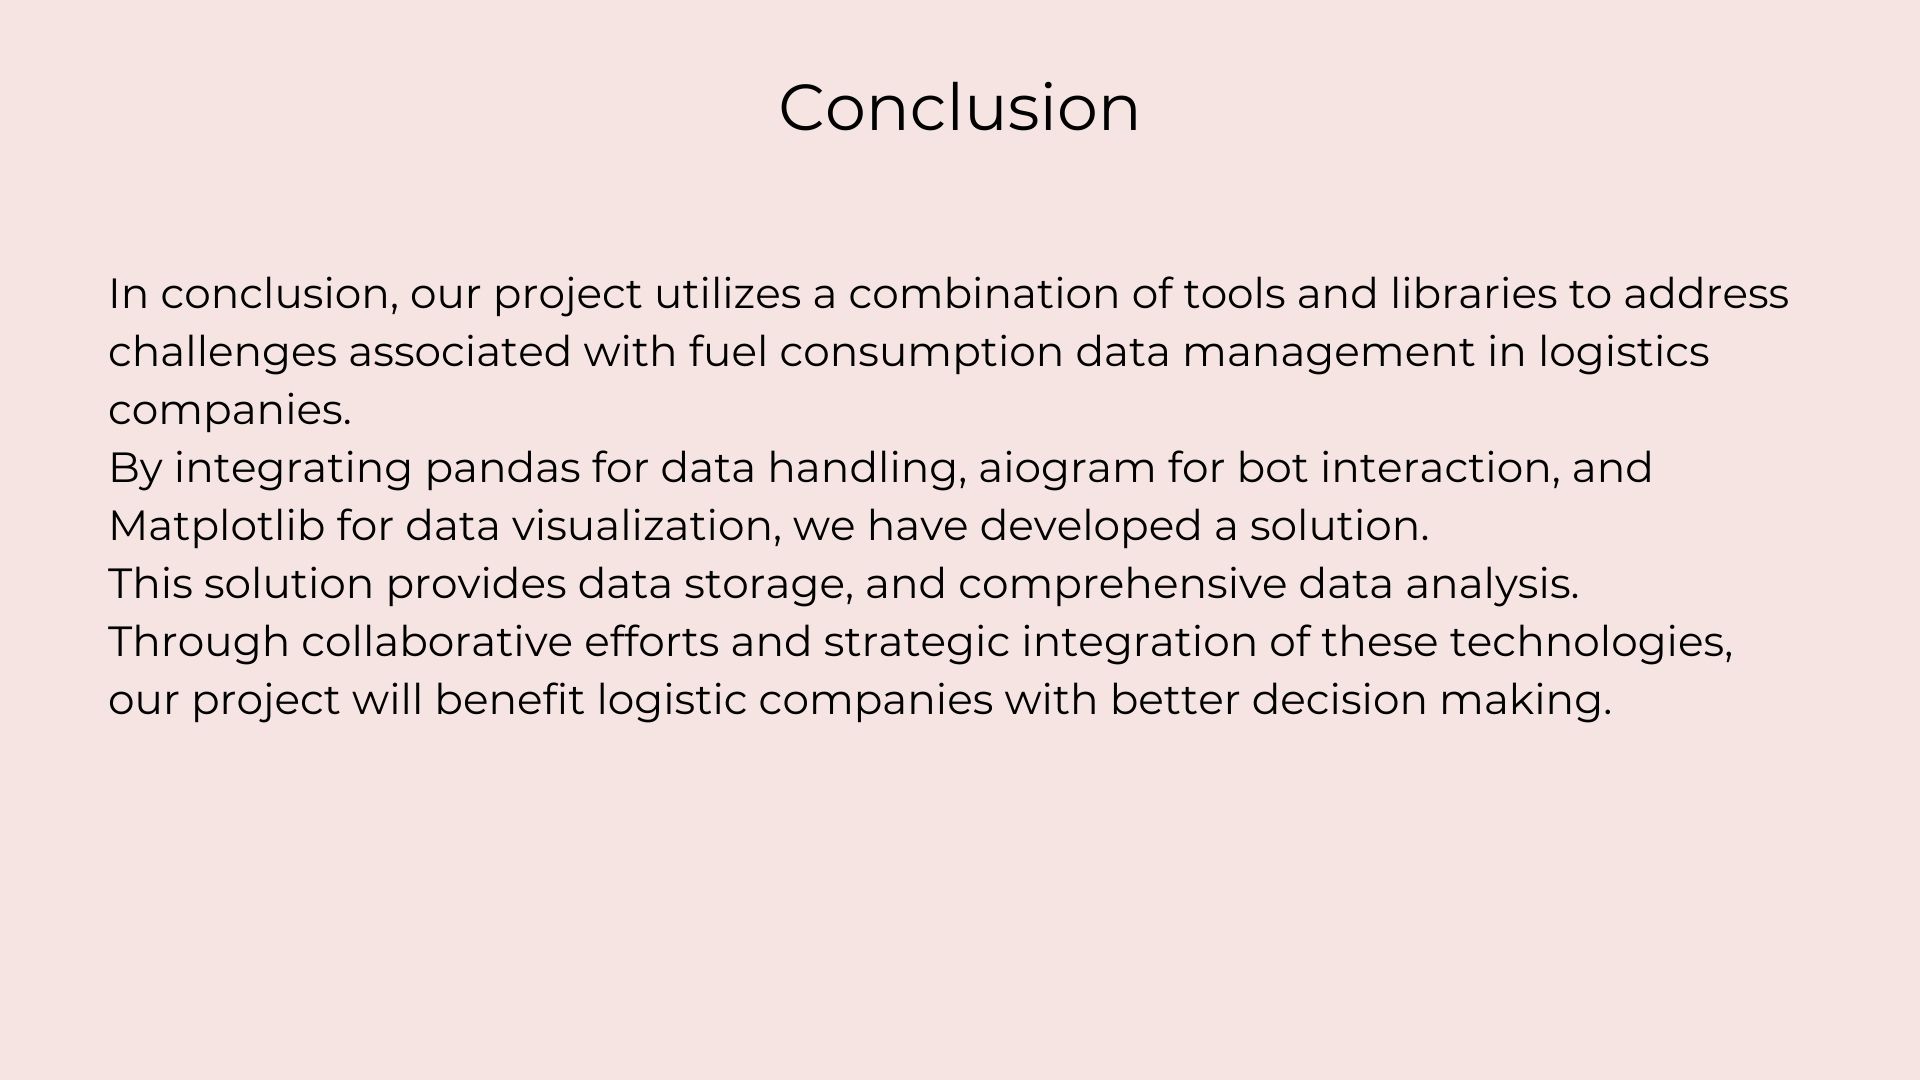 Conclusion
In conclusion, our project utilizes a combination of tools and libraries to address
challenges associated with fuel consumption data management in logistics
companies.
By integrating pandas for data handling, aiogram for bot interaction, and
Matplotlib for data visualization, we have developed a solution.
This solution provides data storage, and comprehensive data analysis.
Through collaborative efforts and strategic integration of these technologies,
our project will benefit logistic companies with better decision making.